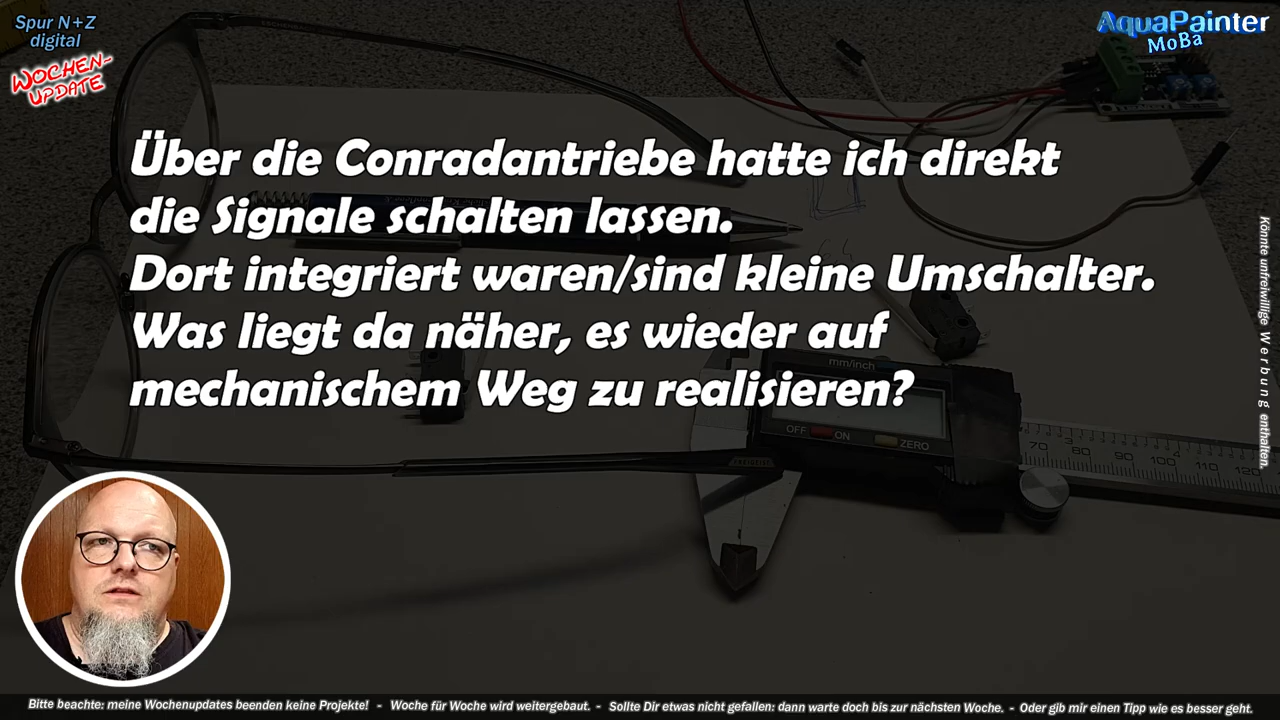 Spur N+Z
digital
WOCHEN-
UPDATE
AquaPainter
MoBa
Über die Conradantriebe hatte ich direkt
die Signale schalten lassen.
Dort integriert waren/sind kleine Umschalter.
Was liegt da näher, es wieder auf
mechanischem Weg zu realisieren?
mm/inch
OFF ON ZERO
70 80 90 100 110 120
Könnte unfreiwillige Werbung enthalten.
Bitte beachte: meine Wochenupdates beenden keine Projekte! - Woche für Woche wird weitergebaut. - Sollte Dir etwas nicht gefallen: dann warte doch bis zur nächsten Woche. - Oder gib mir einen Tipp wie es besser geht.